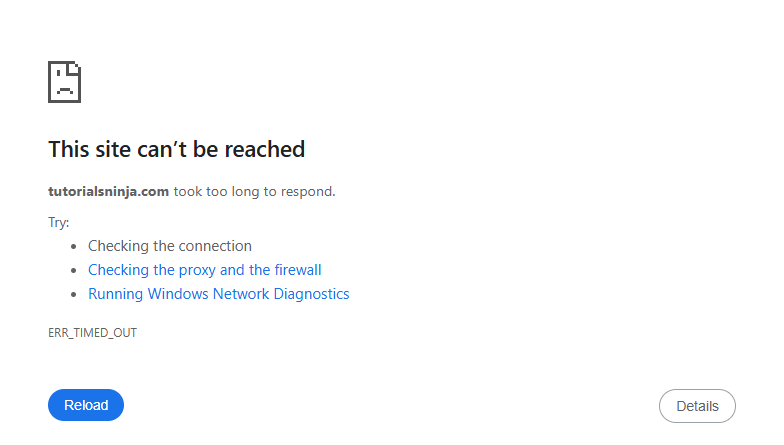 This site can’t be reached
tutorialsninja.com took too long to respond.
Try:
Checking the connection
Checking the proxy and the firewall
Running Windows Network Diagnostics
ERR_TIMED_OUT
Reload
Details